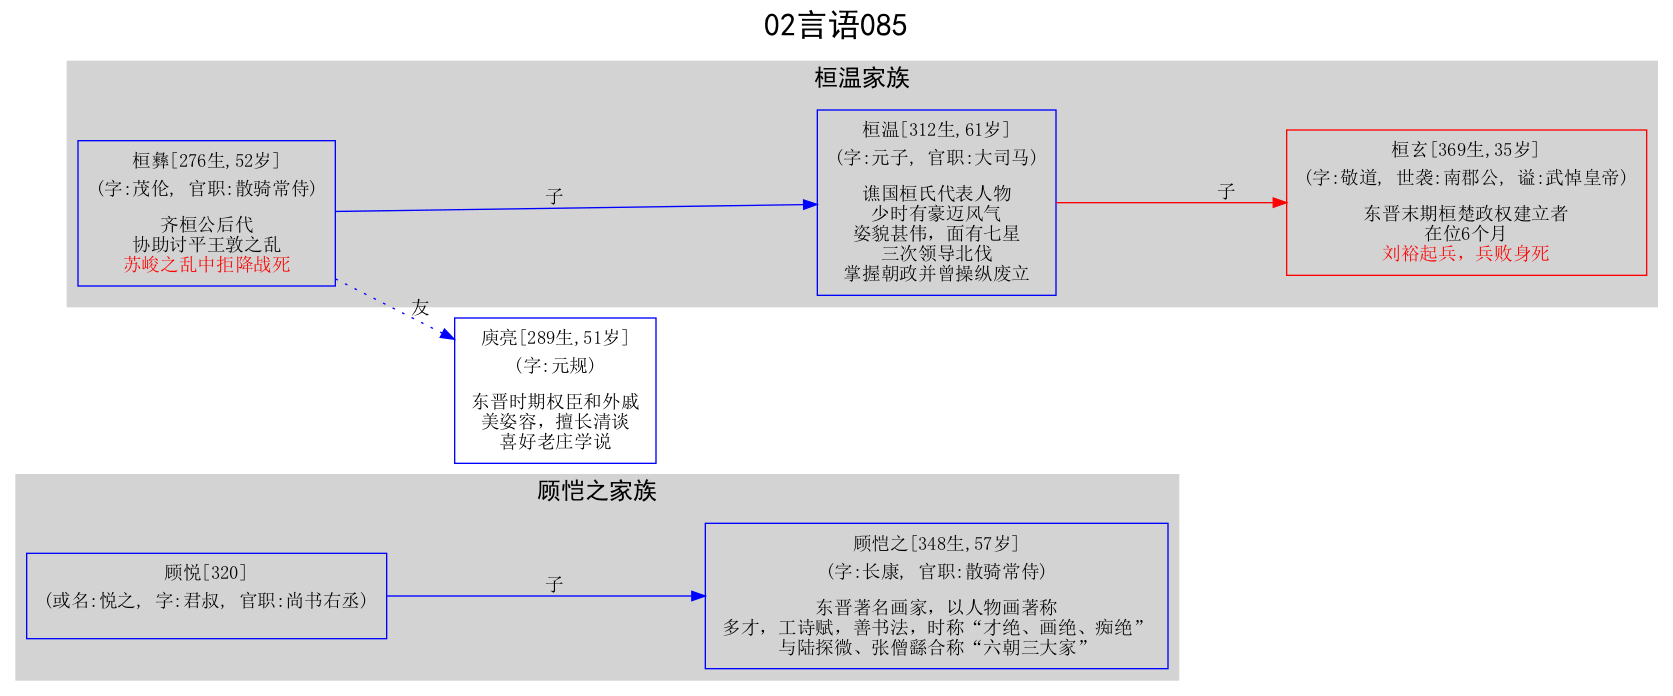 02言语085
桓温家族
桓彝[276生,52岁]
(字:茂伦, 官职:散骑常侍)
齐桓公后代
协助讨平王敦之乱
苏峻之乱中拒降战死
子
桓温[312生,61岁]
(字:元子, 官职:大司马)
谯国桓氏代表人物
少时有豪迈风气
姿貌甚伟，面有七星
三次领导北伐
掌握朝政并曾操纵废立
子
桓玄[369生,35岁]
(字:敬道, 世袭:南郡公, 谥:武悼皇帝)
东晋末期桓楚政权建立者
在位6个月
刘裕起兵，兵败身死
友
庾亮[289生,51岁]
(字:元规)
东晋时期权臣和外戚
美姿容，擅长清谈
喜好老庄学说
顾恺之家族
顾悦[320]
(或名:悦之, 字:君叔, 官职:尚书右丞)
子
顾恺之[348生,57岁]
(字:长康, 官职:散骑常侍)
东晋著名画家，以人物画著称
多才，工诗赋，善书法，时称“才绝、画绝、痴绝”
与陆探微、张僧繇合称“六朝三大家”